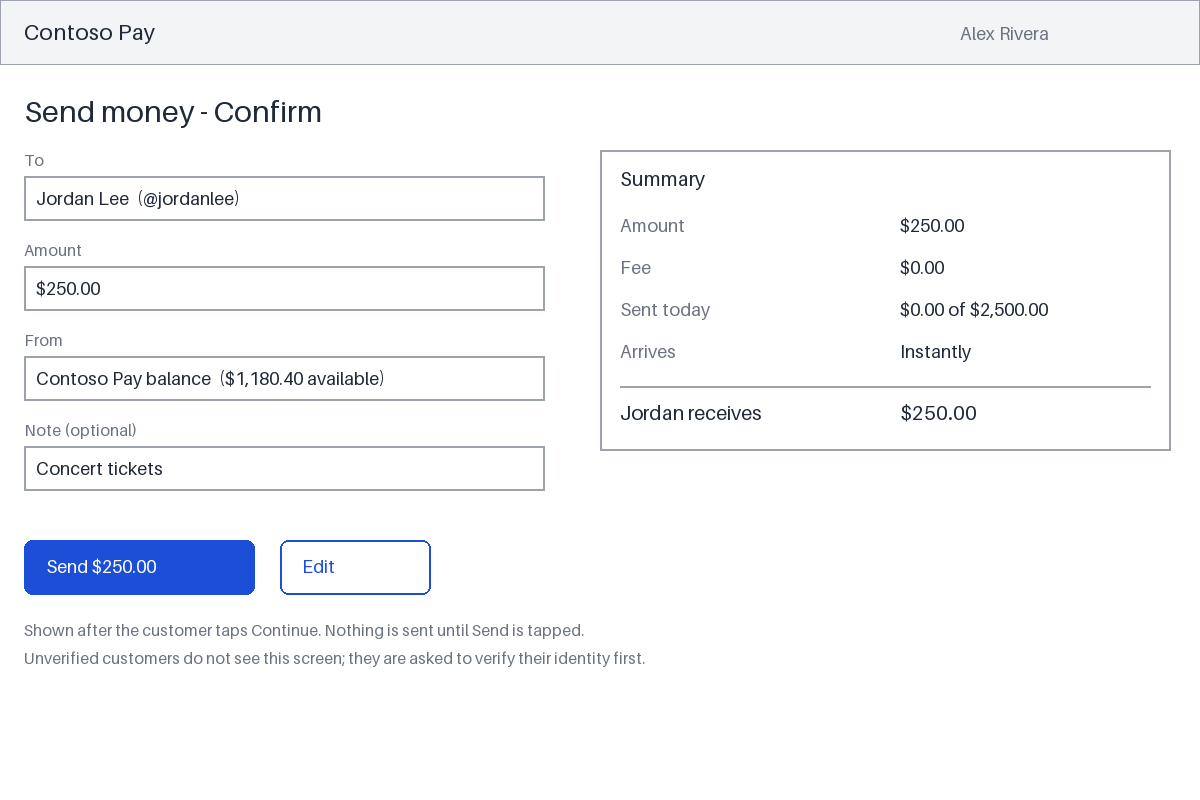 Contoso Pay
Alex Rivera
Send money - Confirm
To
Jordan Lee (@jordanlee)
Amount
$250.00
From
Contoso Pay balance ($1,180.40 available)
Note (optional)
Concert tickets
Summary
Amount $250.00
Fee $0.00
Sent today $0.00 of $2,500.00
Arrives Instantly
Jordan receives $250.00
Send $250.00
Edit
Shown after the customer taps Continue. Nothing is sent until Send is tapped.
Unverified customers do not see this screen; they are asked to verify their identity first.